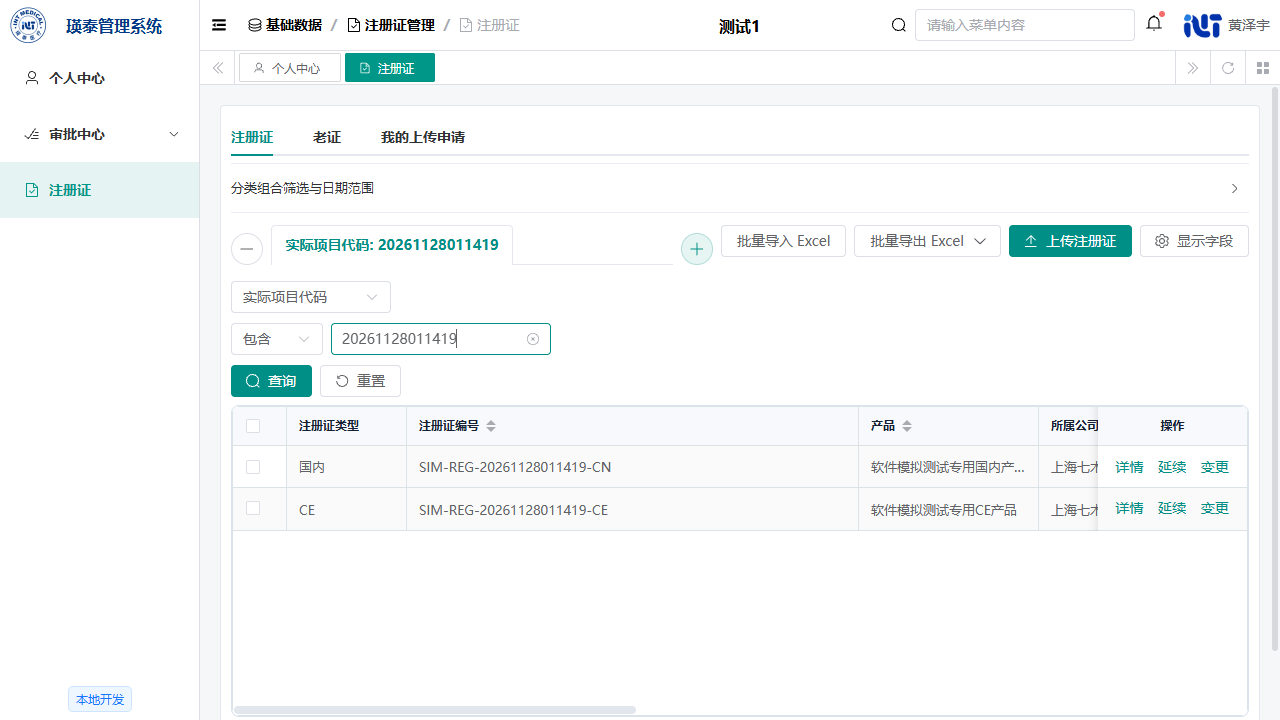 瑛泰管理系统
基础数据 / 注册证管理 / 注册证
测试1
请输入菜单内容
黄泽宇
个人中心
注册证
个人中心
审批中心
注册证
注册证 老证 我的上传申请
分类组合筛选与日期范围
实际项目代码: 20261128011419
批量导入 Excel
批量导出 Excel
上传注册证
显示字段
实际项目代码
包含
20261128011419
查询
重置
注册证类型 注册证编号 产品 所属公司 操作
国内 SIM-REG-20261128011419-CN 软件模拟测试专用国内产... 上海七木 详情 延续 变更
CE SIM-REG-20261128011419-CE 软件模拟测试专用CE产品 上海七木 详情 延续 变更
本地开发